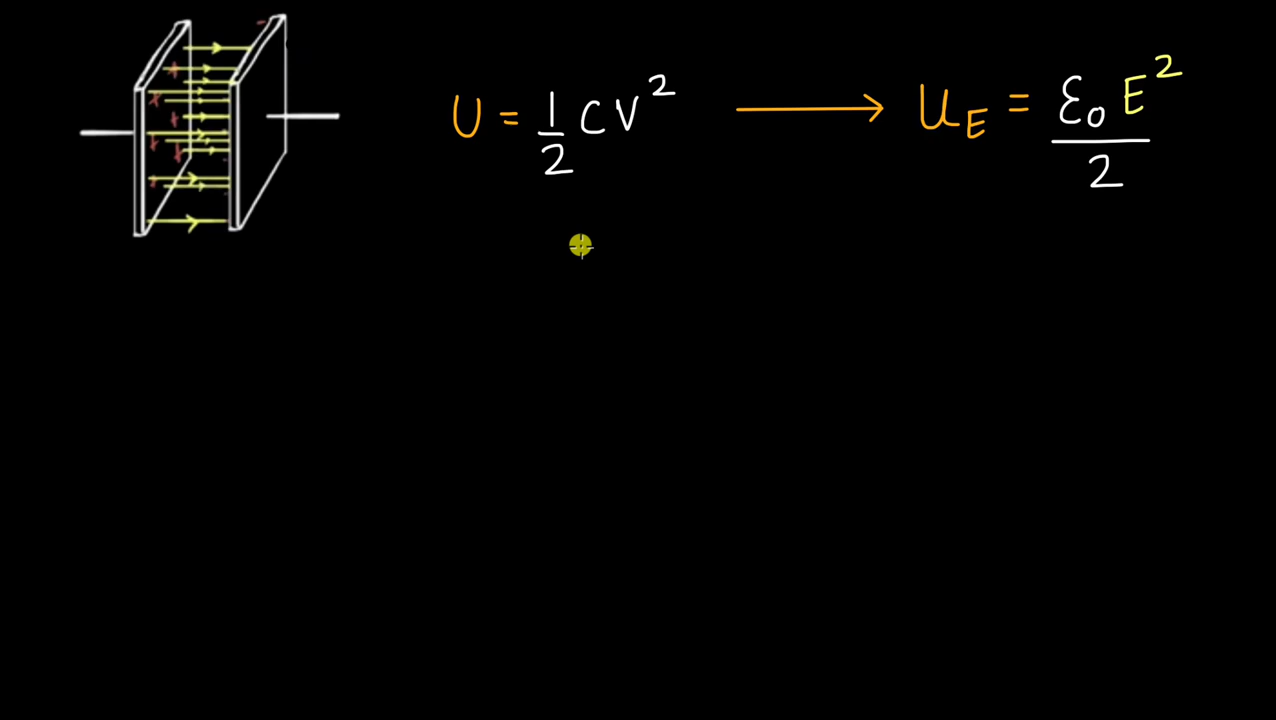 U = 1/2 CV² ⟶ u_E = ε₀E²/2